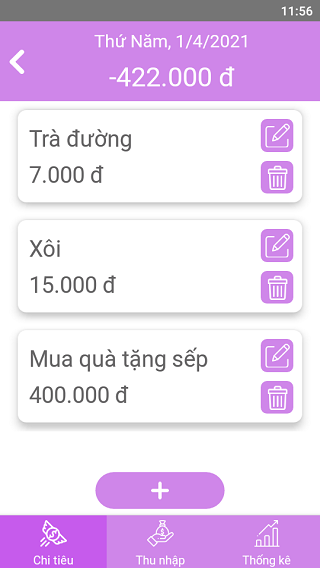 11:56
Thứ Năm, 1/4/2021
-422.000 đ
Trà đường
7.000 đ
Xôi
15.000 đ
Mua quà tặng sếp
400.000 đ
+
Chi tiêu
Thu nhập
Thống kê